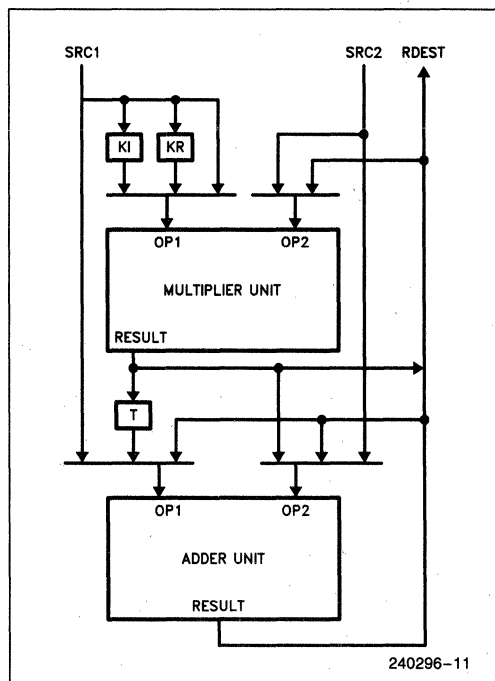 SRC1 SRC2 RDEST
KI KR
OP1 OP2
MULTIPLIER UNIT
RESULT
T
OP1 OP2
ADDER UNIT
RESULT
240296-11